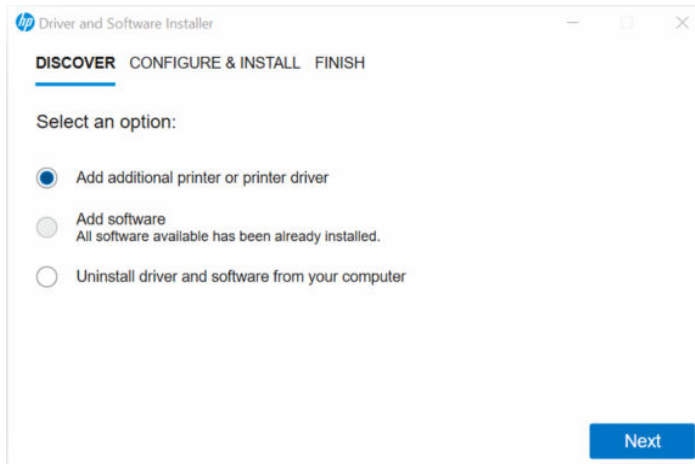 hp Driver and Software Installer
DISCOVER CONFIGURE & INSTALL FINISH
Select an option:
Add additional printer or printer driver
Add software
All software available has been already installed.
Uninstall driver and software from your computer
Next